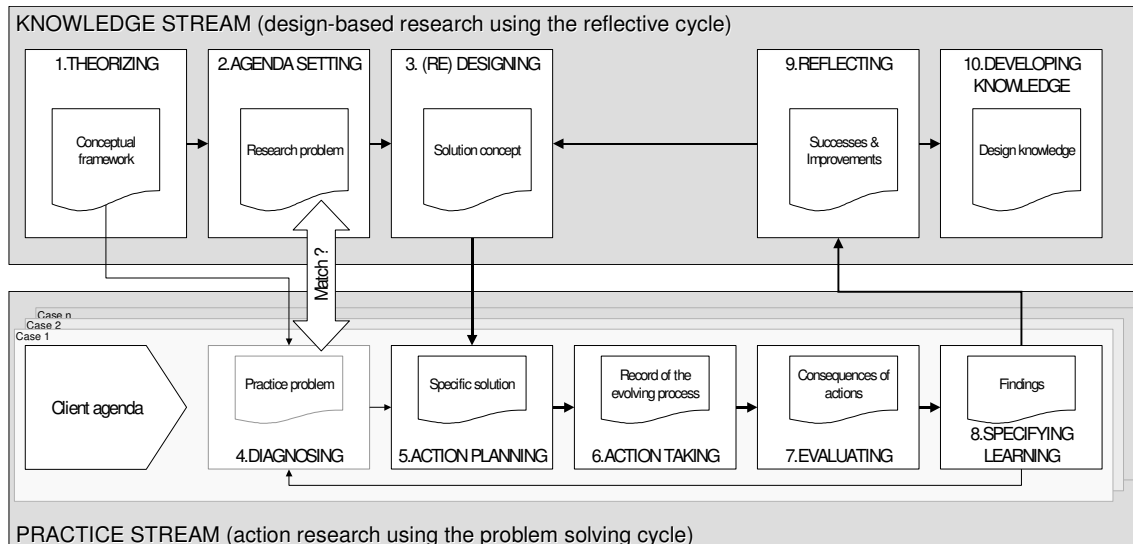 KNOWLEDGE STREAM (design-based research using the reflective cycle)
1.THEORIZING
Conceptual
framework
2.AGENDA SETTING
Research problem
3. (RE) DESIGNING
Solution concept
9.REFLECTING
Successes &
Improvements
10.DEVELOPING
KNOWLEDGE
Design knowledge
Match ?
Case n
Case 2
Case 1
Client agenda
Practice problem
4.DIAGNOSING
Specific solution
5.ACTION PLANNING
Record of the
evolving process
6.ACTION TAKING
Consequences of
actions
7.EVALUATING
Findings
8.SPECIFYING
LEARNING
PRACTICE STREAM (action research using the problem solving cycle)